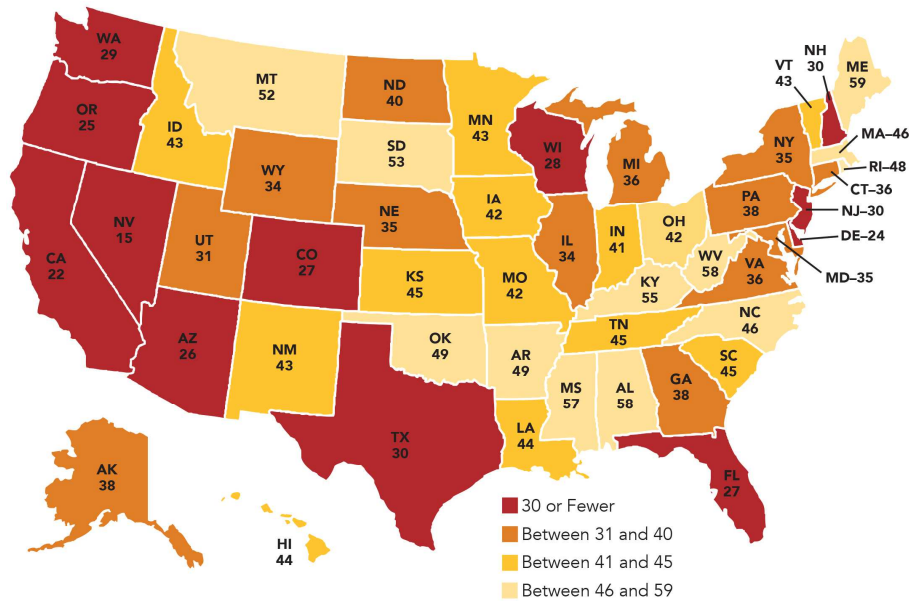 WA
29
OR
25
CA
22
NV
15
ID
43
MT
52
WY
34
UT
31
AZ
26
CO
27
NM
43
ND
40
SD
53
NE
35
KS
45
OK
49
TX
30
MN
43
IA
42
MO
42
AR
49
LA
44
WI
28
IL
34
MI
36
IN
41
OH
42
KY
55
TN
45
MS
57
AL
58
GA
38
FL
27
SC
45
NC
46
VA
36
WV
58
PA
38
NY
35
VT
43
NH
30
ME
59
MA–46
RI–48
CT–36
NJ–30
DE–24
MD–35
AK
38
HI
44
30 or Fewer
Between 31 and 40
Between 41 and 45
Between 46 and 59